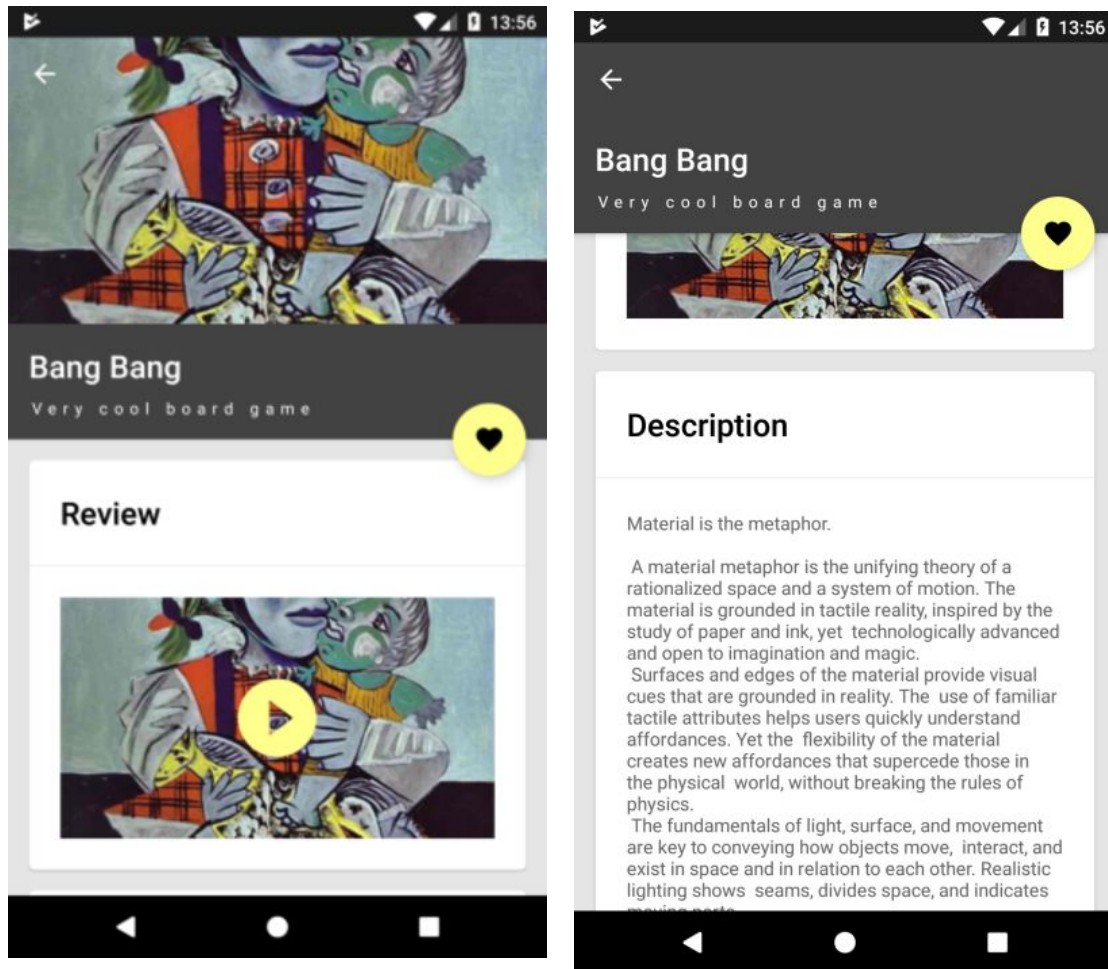 13:56
Bang Bang
Very cool board game
Review
13:56
Bang Bang
Very cool board game
Description
Material is the metaphor.
A material metaphor is the unifying theory of a
rationalized space and a system of motion. The
material is grounded in tactile reality, inspired by the
study of paper and ink, yet  technologically advanced
and open to imagination and magic.
Surfaces and edges of the material provide visual
cues that are grounded in reality. The  use of familiar
tactile attributes helps users quickly understand
affordances. Yet the  flexibility of the material
creates new affordances that supercede those in
the physical  world, without breaking the rules of
physics.
The fundamentals of light, surface, and movement
are key to conveying how objects move,  interact, and
exist in space and in relation to each other. Realistic
lighting shows  seams, divides space, and indicates